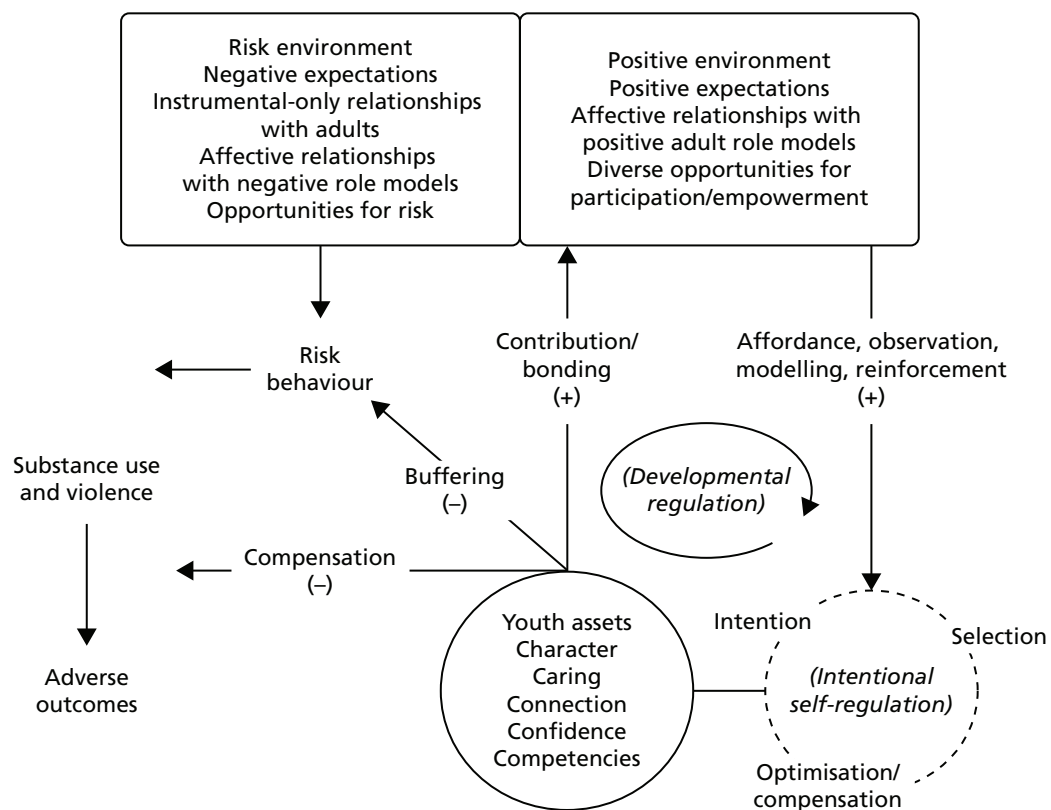 Risk environment
Negative expectations
Instrumental-only relationships
with adults
Affective relationships
with negative role models
Opportunities for risk
Positive environment
Positive expectations
Affective relationships with
positive adult role models
Diverse opportunities for
participation/empowerment
Risk
behaviour
Contribution/
bonding
(+)
Affordance, observation,
modelling, reinforcement
(+)
Substance use
and violence
Buffering
(–)
(Developmental
regulation)
Compensation
(–)
Adverse
outcomes
Youth assets
Character
Caring
Connection
Confidence
Competencies
Intention
Selection
(Intentional
self-regulation)
Optimisation/
compensation